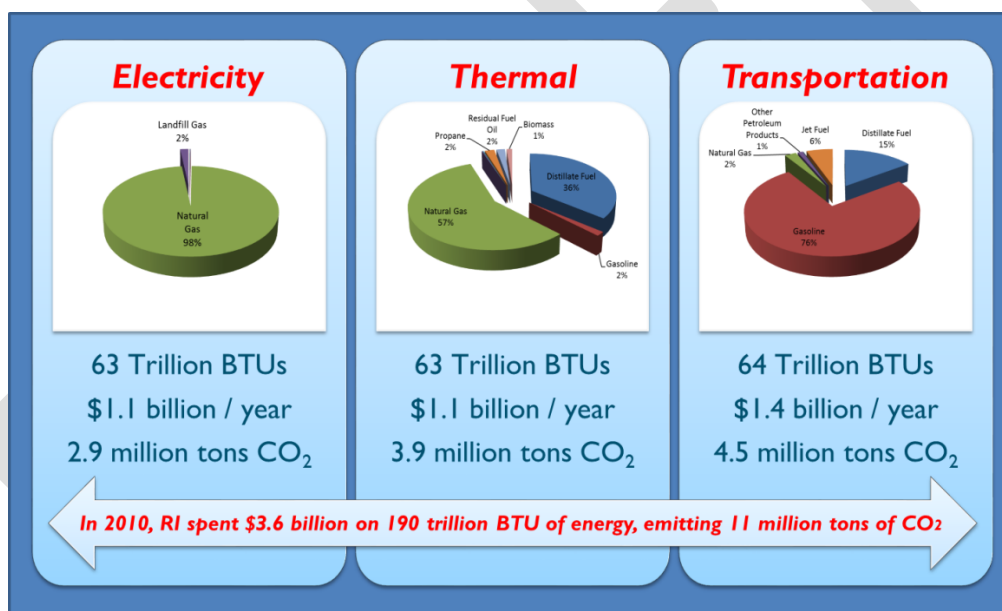 Electricity
Landfill Gas
2%
Natural
Gas
98%
63 Trillion BTUs
$1.1 billion / year
2.9 million tons CO₂
Thermal
Residual Fuel
Oil
2%
Biomass
1%
Propane
2%
Distillate Fuel
36%
Natural Gas
57%
Gasoline
2%
63 Trillion BTUs
$1.1 billion / year
3.9 million tons CO₂
Transportation
Other
Petroleum
Products
1%
Jet Fuel
6%
Distillate Fuel
15%
Natural Gas
2%
Gasoline
76%
64 Trillion BTUs
$1.4 billion / year
4.5 million tons CO₂
In 2010, RI spent $3.6 billion on 190 trillion BTU of energy, emitting 11 million tons of CO2